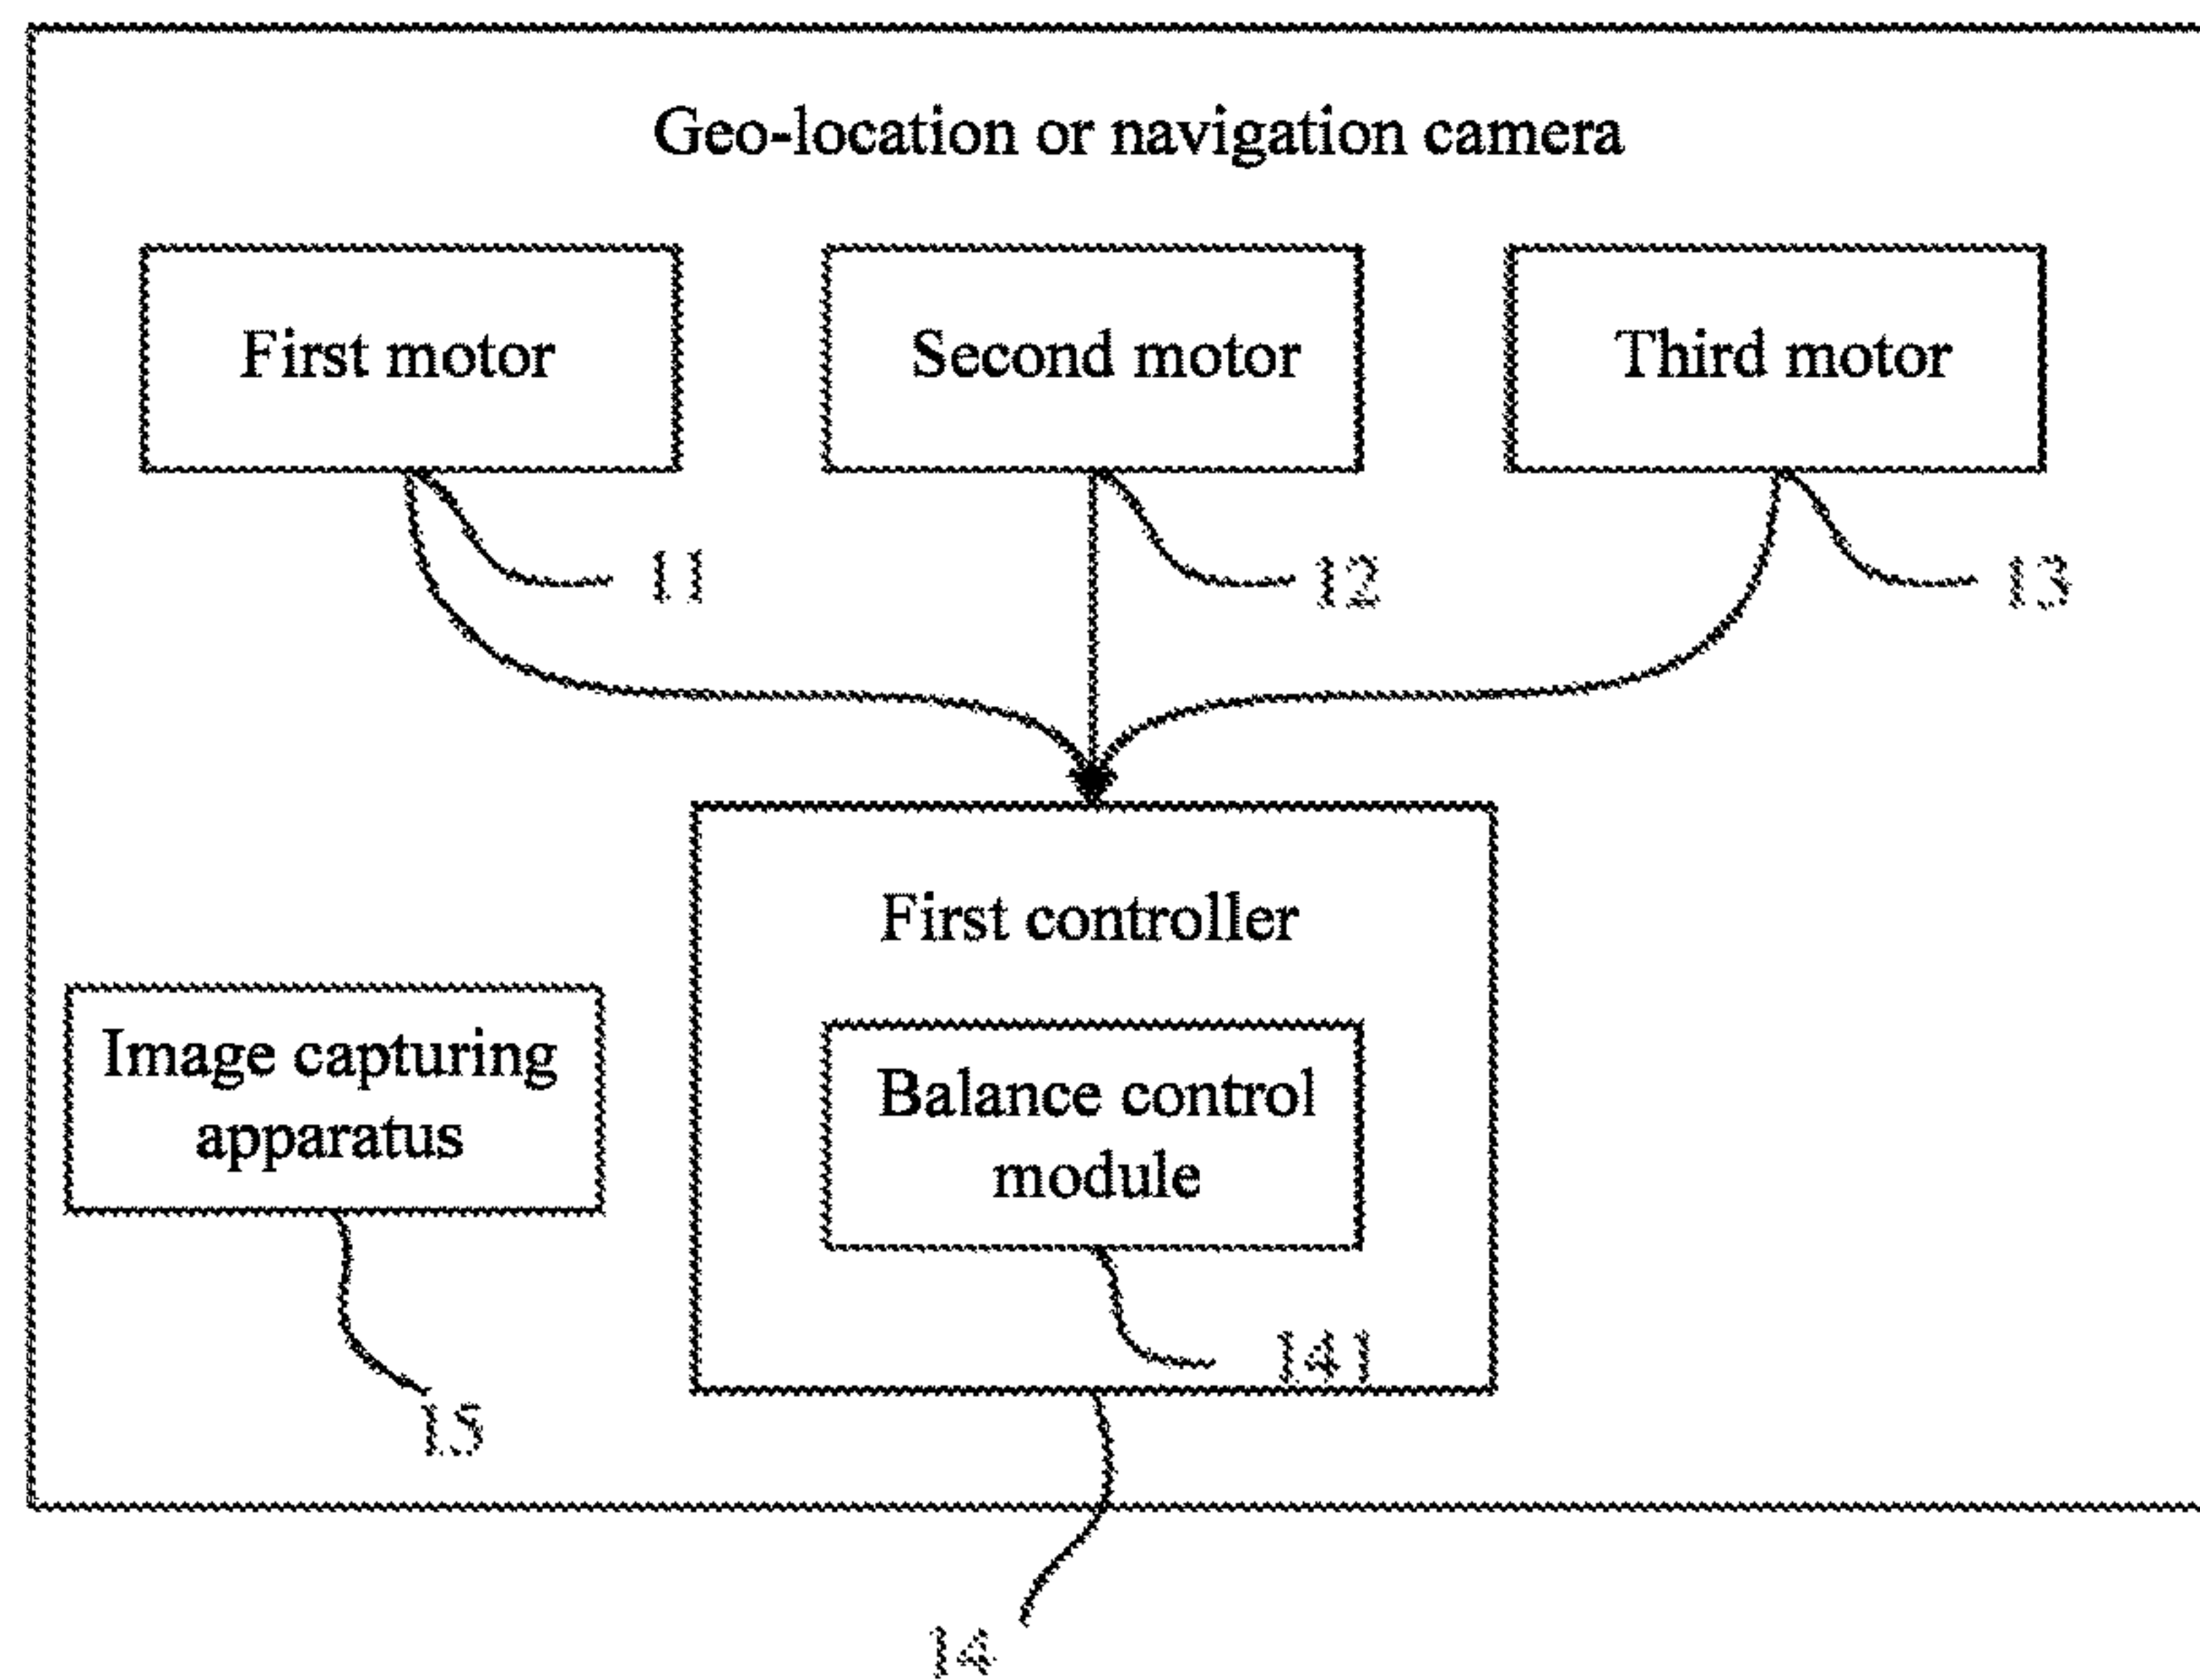 Geo-location or navigation camera
First motor
Second motor
Third motor
11
12
13
First controller
Image capturing
apparatus
Balance control
module
141
15
14